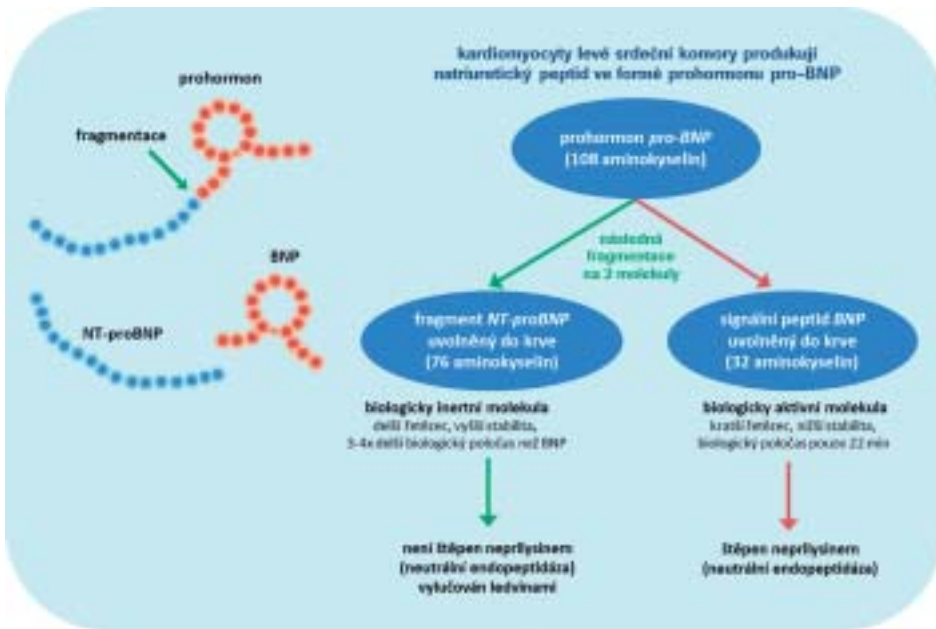 kardiomyocyty levé srdeční komory produkují
natriuretický peptid ve formě prohormonu pro-BNP
prohormon
fragmentace
BNP
NT-proBNP
prohormon pro-BNP
(108 aminokyselin)
následná
fragmentace
na 2 molekuly
fragment NT-proBNP
uvolněný do krve
(76 aminokyselin)
signální peptid BNP
uvolněný do krve
(32 aminokyselin)
biologicky inertní molekula
delší řetězec, vyšší stabilita,
3-4x delší biologický poločas než BNP
biologicky aktivní molekula
kratší řetězec, nižší stabilita,
biologický poločas pouze 22 min
není štěpen neprilysinem
(neutrální endopeptidáza)
vylučován ledvinami
štěpen neprilysinem
(neutrální endopeptidáza)